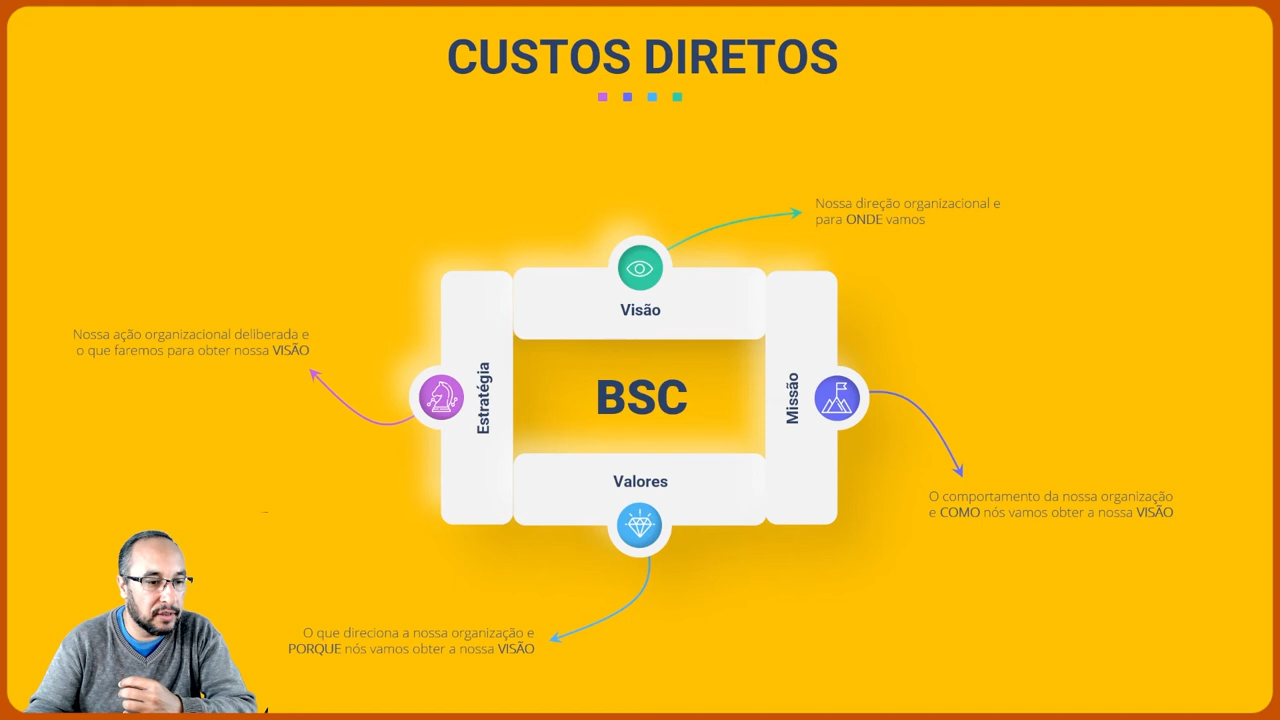 CUSTOS DIRETOS
Nossa direção organizacional e
para ONDE vamos
Visão
Nossa ação organizacional deliberada e
o que faremos para obter nossa VISÃO
Estratégia
BSC
Missão
Valores
O comportamento da nossa organização
e COMO nós vamos obter a nossa VISÃO
O que direciona a nossa organização e
PORQUE nós vamos obter a nossa VISÃO